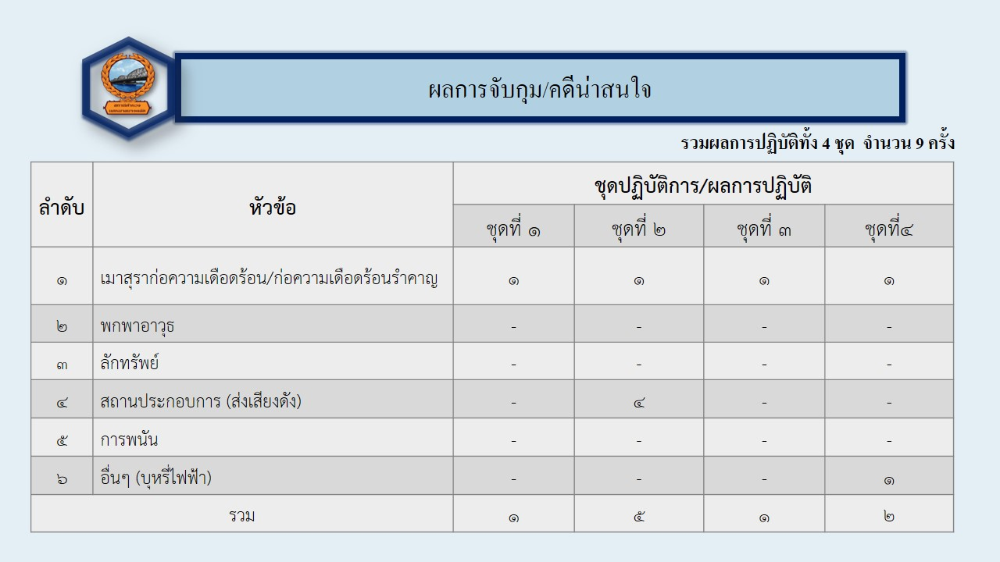 ผลการจับกุม/คดีน่าสนใจ
รวมผลการปฏิบัติทั้ง 4 ชุด จำนวน 9 ครั้ง
ลำดับ หัวข้อ ชุดปฏิบัติการ/ผลการปฏิบัติ
ชุดที่ ๑ ชุดที่ ๒ ชุดที่ ๓ ชุดที่๔
๑ เมาสุราก่อความเดือดร้อน/ก่อความเดือดร้อนรำคาญ ๑ ๑ ๑ ๑
๒ พกพาอาวุธ - - - -
๓ ลักทรัพย์ - - - -
๔ สถานประกอบการ (ส่งเสียงดัง) - ๔ - -
๕ การพนัน - - - -
๖ อื่นๆ (บุหรี่ไฟฟ้า) - - - ๑
รวม ๑ ๕ ๑ ๒